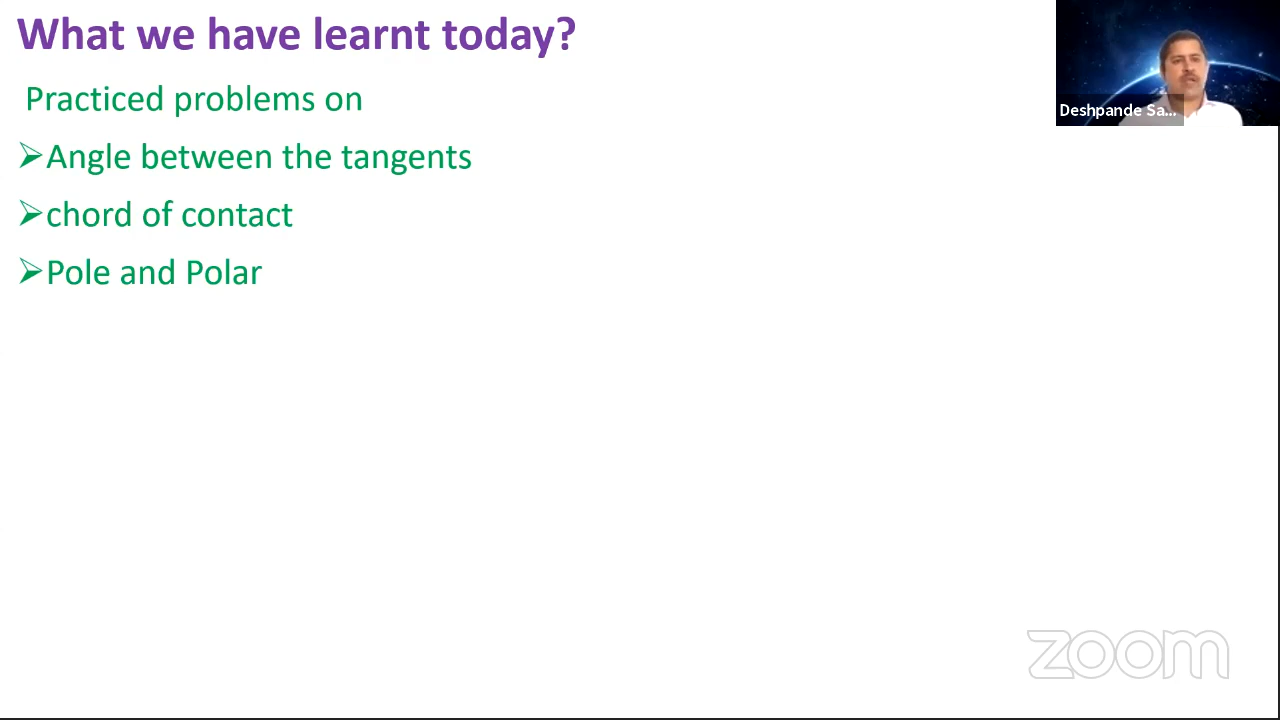 What we have learnt today?
Practiced problems on
➢Angle between the tangents
➢chord of contact
➢Pole and Polar
Deshpande Sa...
zoom